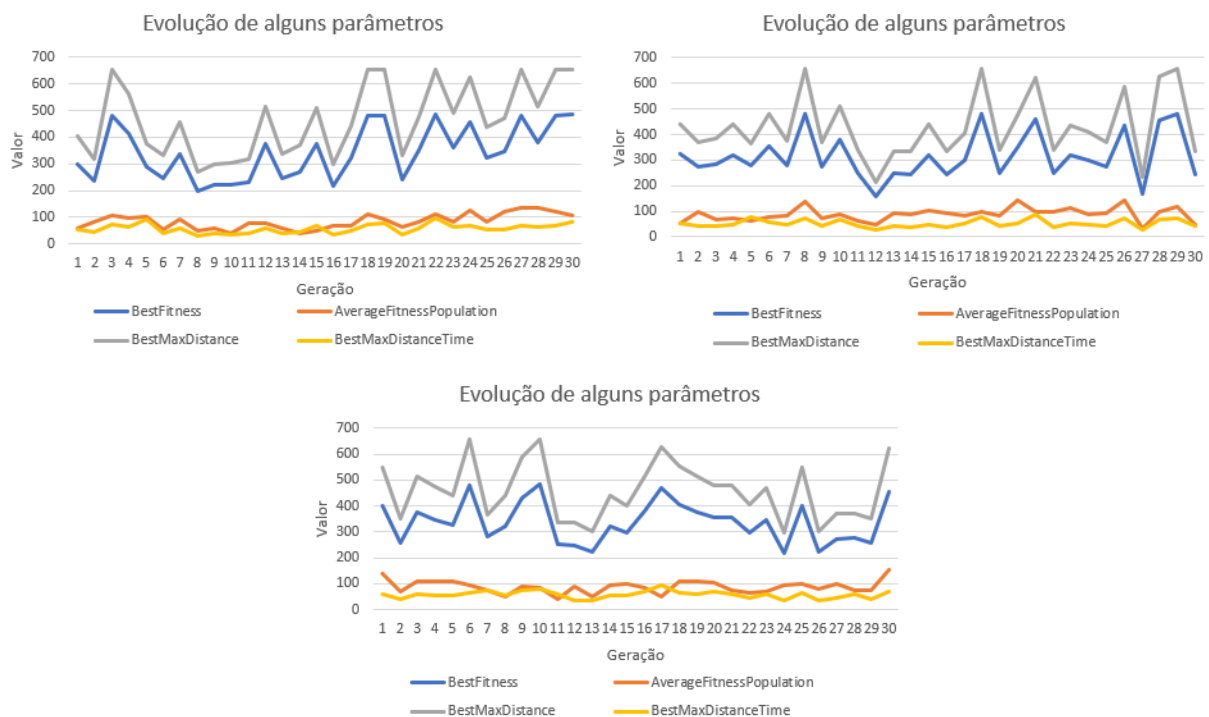 Evolução de alguns parâmetros
700
600
500
400
300
200
100
0
Valor
1 2 3 4 5 6 7 8 9 10 11 12 13 14 15 16 17 18 19 20 21 22 23 24 25 26 27 28 29 30
Geração
BestFitness AverageFitnessPopulation
BestMaxDistance BestMaxDistanceTime
Evolução de alguns parâmetros
700
600
500
400
300
200
100
0
Valor
1 2 3 4 5 6 7 8 9 10 11 12 13 14 15 16 17 18 19 20 21 22 23 24 25 26 27 28 29 30
Geração
BestFitness AverageFitnessPopulation
BestMaxDistance BestMaxDistanceTime
Evolução de alguns parâmetros
700
600
500
400
300
200
100
0
Valor
1 2 3 4 5 6 7 8 9 10 11 12 13 14 15 16 17 18 19 20 21 22 23 24 25 26 27 28 29 30
Geração
BestFitness AverageFitnessPopulation
BestMaxDistance BestMaxDistanceTime